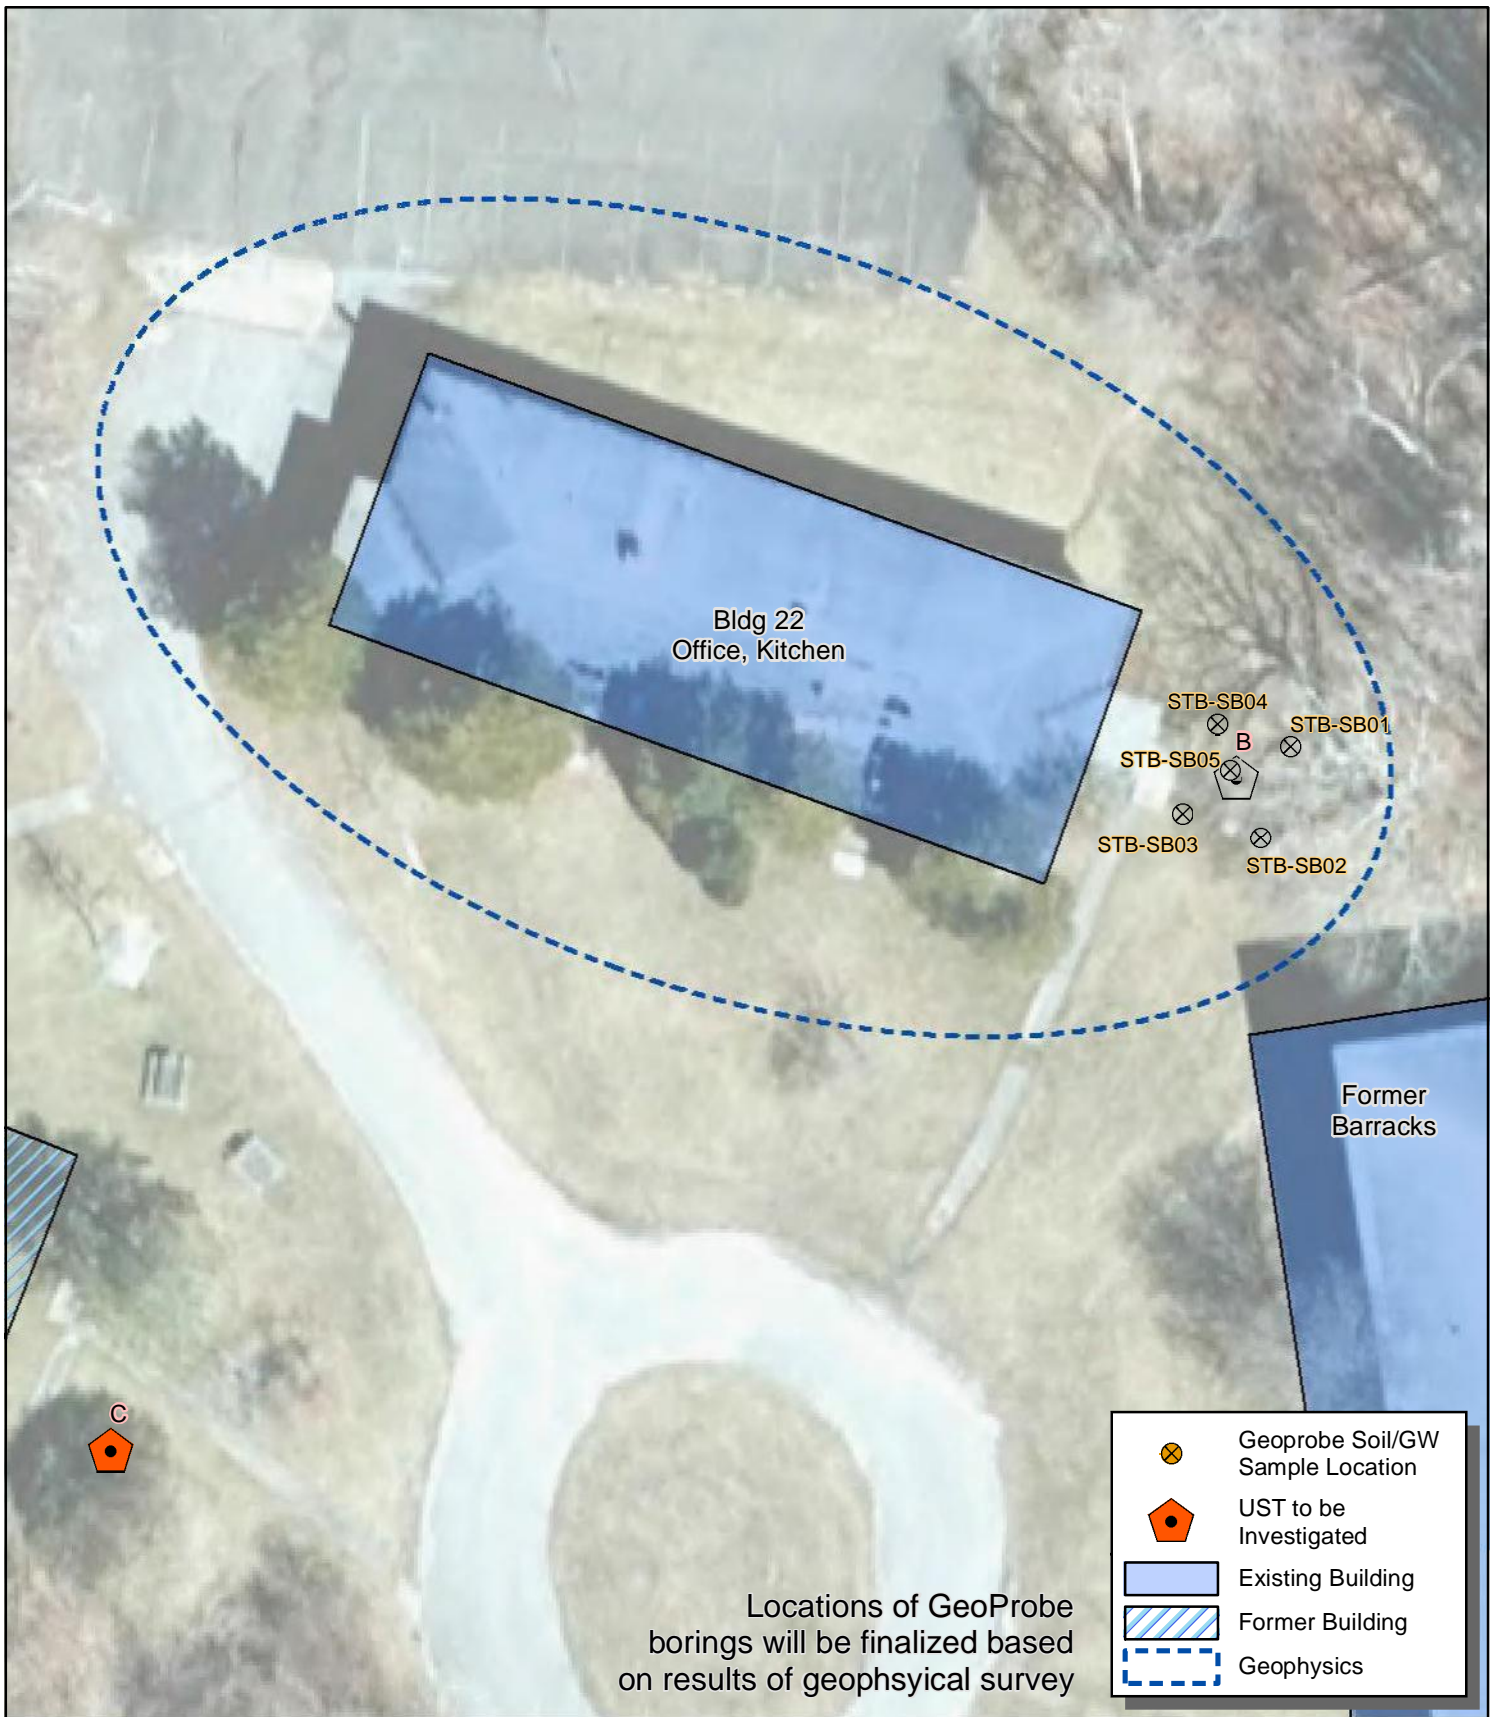 Bldg 22
Office, Kitchen
STB-SB04
STB-SB01
B
STB-SB05
STB-SB03
STB-SB02
Former
Barracks
C
Geoprobe Soil/GW
Sample Location
UST to be
Investigated
Existing Building
Former Building
Geophysics
Locations of GeoProbe
borings will be finalized based
on results of geophsyical survey